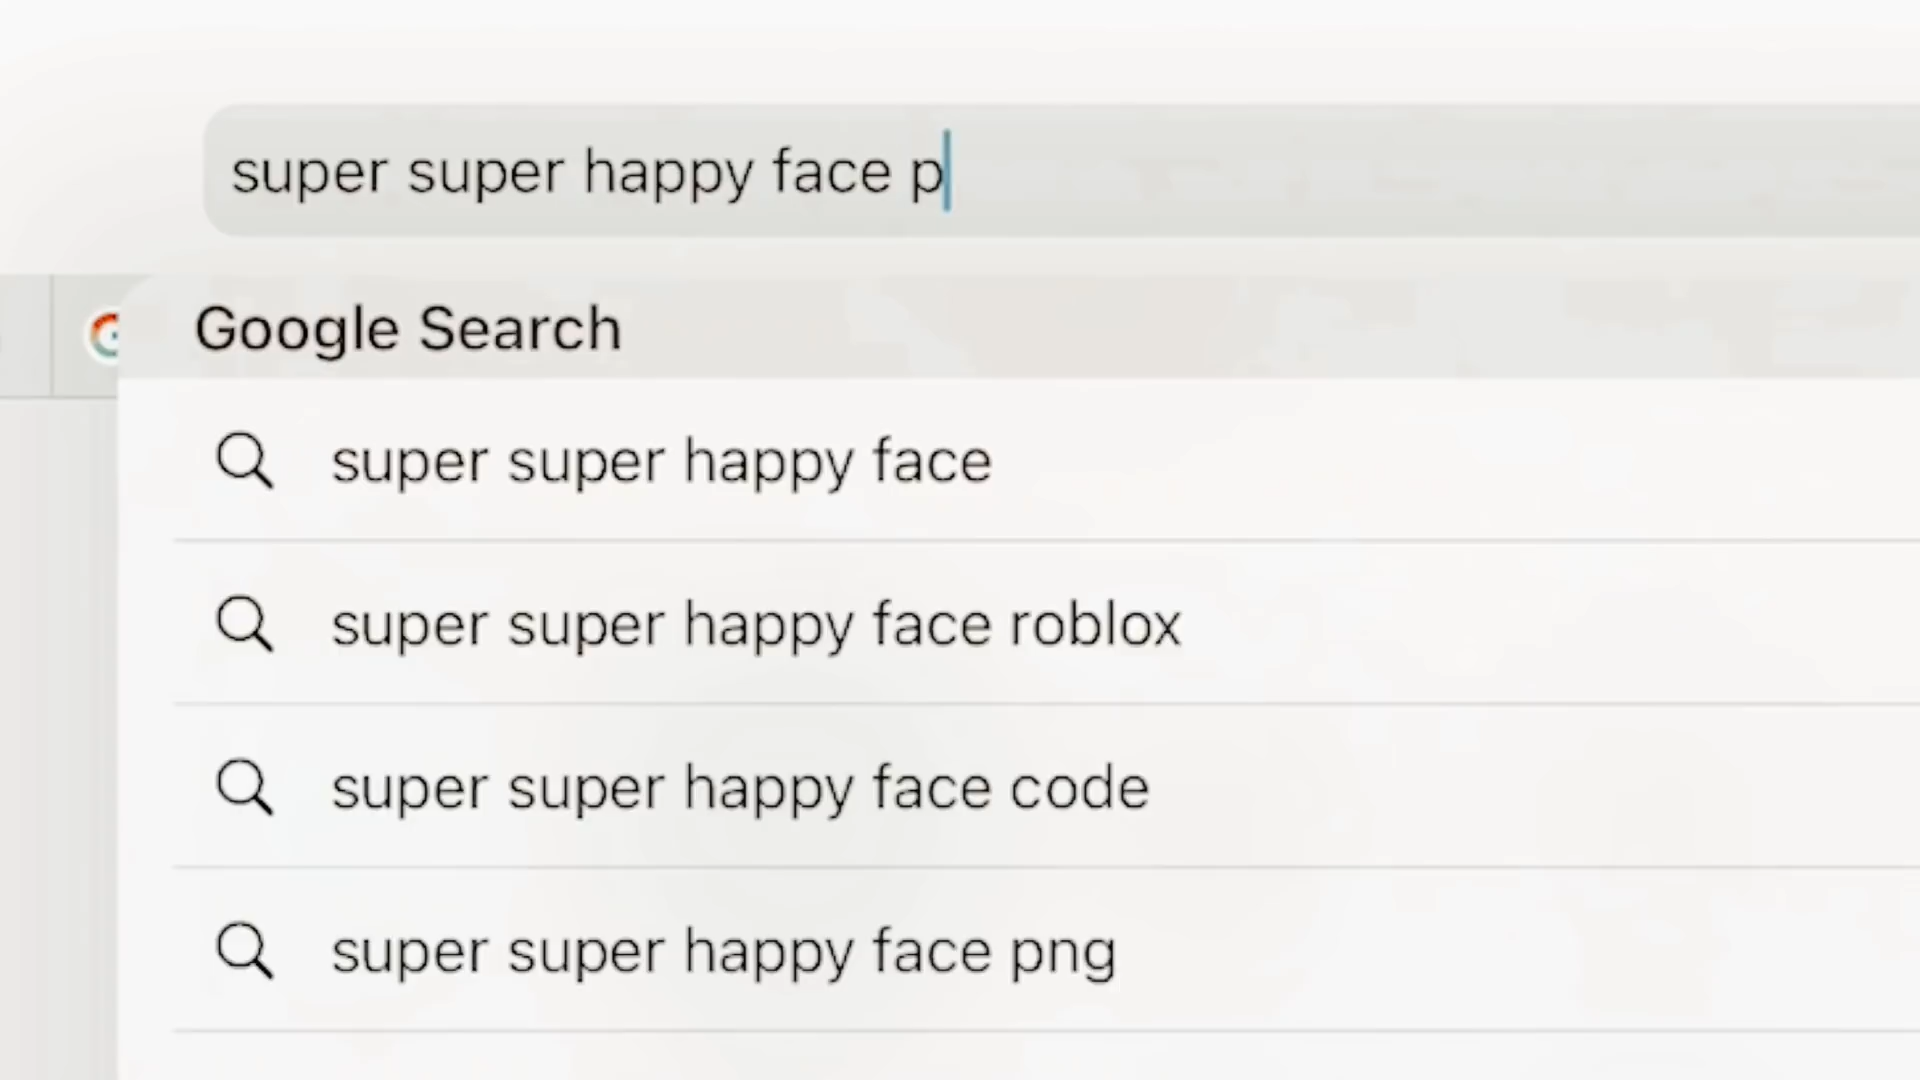 super super happy face p
Google Search
super super happy face
super super happy face roblox
super super happy face code
super super happy face png